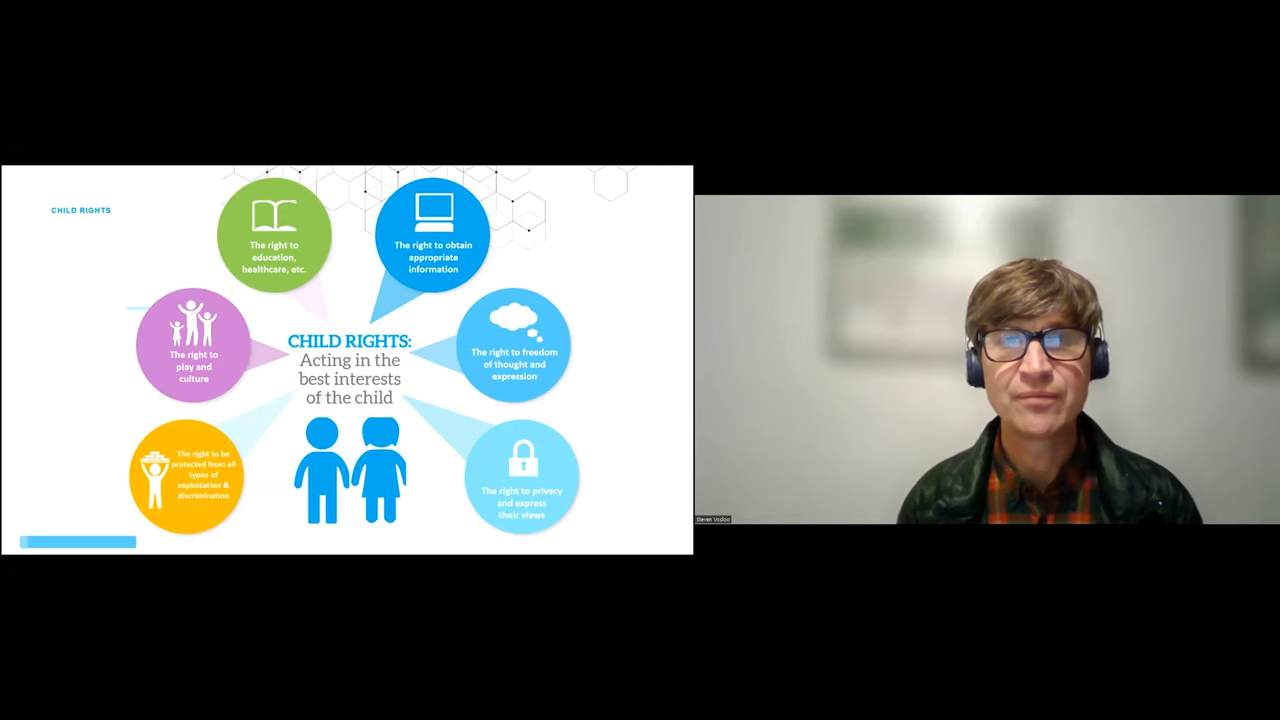 CHILD RIGHTS
The right to
education,
healthcare, etc.
The right to obtain
appropriate
information
The right to
play and
culture
CHILD RIGHTS:
Acting in the
best interests
of the child
The right to freedom
of thought and
expression
The right to be
protected from all
types of
exploitation &
discrimination
The right to privacy
and express
their views
Steven Vosloo